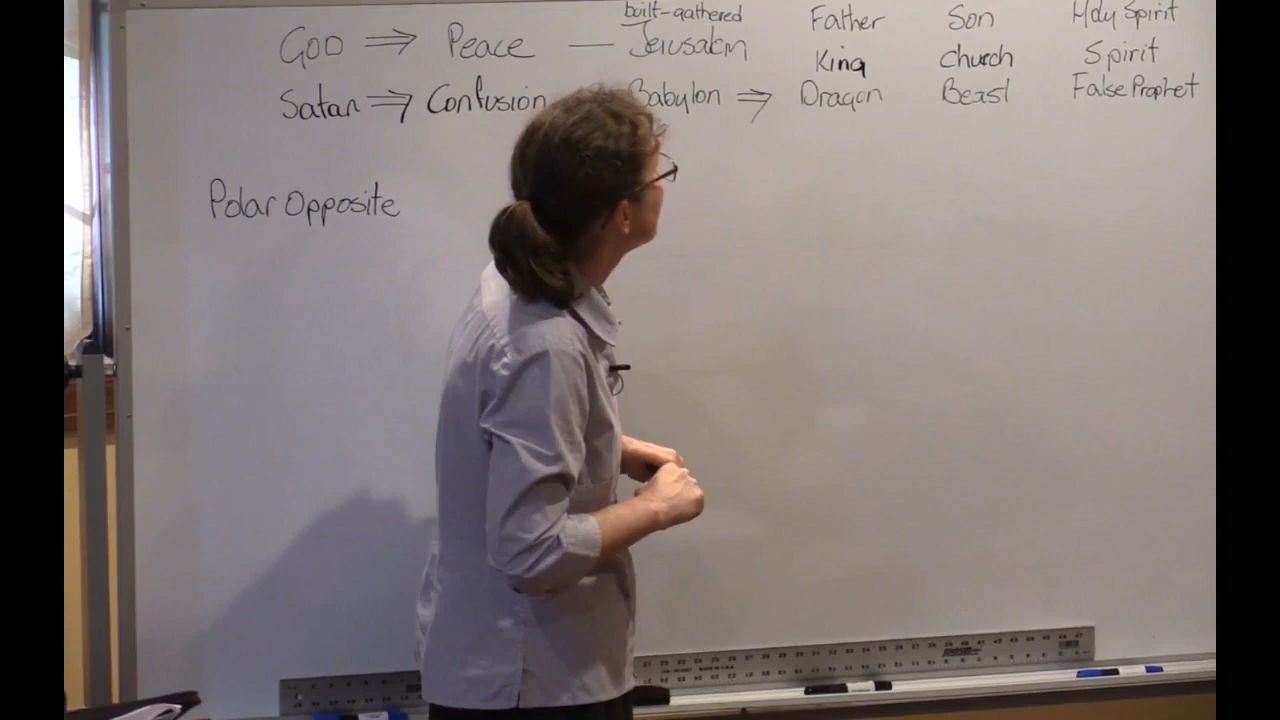 built-gathered Father Son Holy Spirit
GOD ⇒ Peace — Jerusalem King Church Spirit
Satan ⇒ Confusion Babylon ⇒ Dragon Beast False Prophet
Polar Opposite